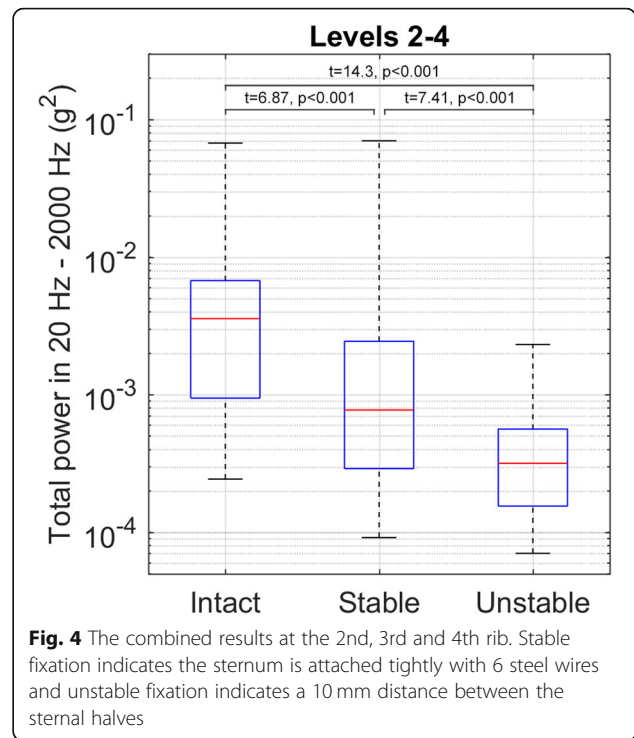 Levels 2-4
t=14.3, p<0.001
t=6.87, p<0.001 t=7.41, p<0.001
Total power in 20 Hz - 2000 Hz (g²)
10⁻¹
10⁻²
10⁻³
10⁻⁴
Intact Stable Unstable
Fig. 4 The combined results at the 2nd, 3rd and 4th rib. Stable
fixation indicates the sternum is attached tightly with 6 steel wires
and unstable fixation indicates a 10 mm distance between the
sternal halves